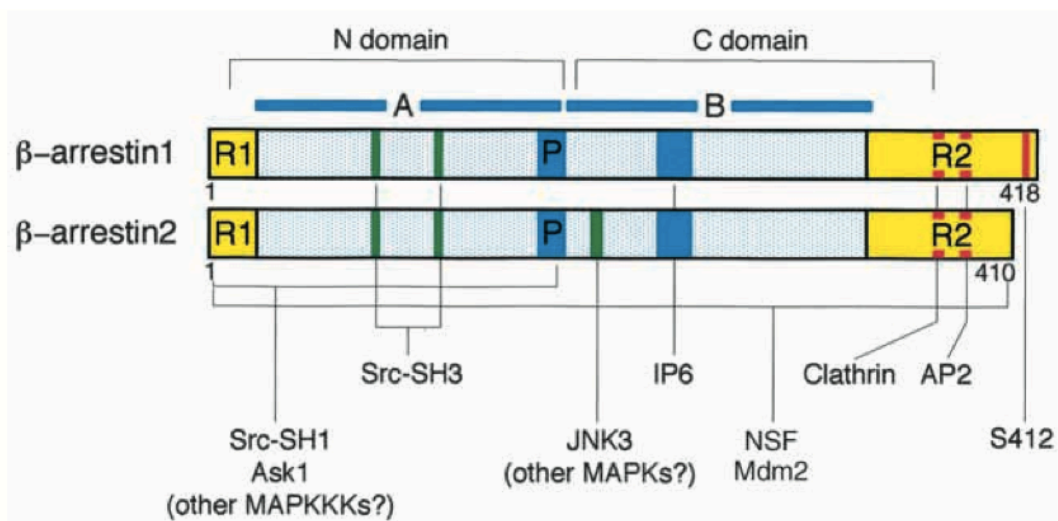 N domain
C domain
A
B
β-arrestin1
R1
P
R2
1
418
β-arrestin2
R1
P
R2
1
410
Src-SH3
IP6
Clathrin
AP2
Src-SH1
JNK3
NSF
S412
Ask1
(other MAPKs?)
Mdm2
(other MAPKKKs?)